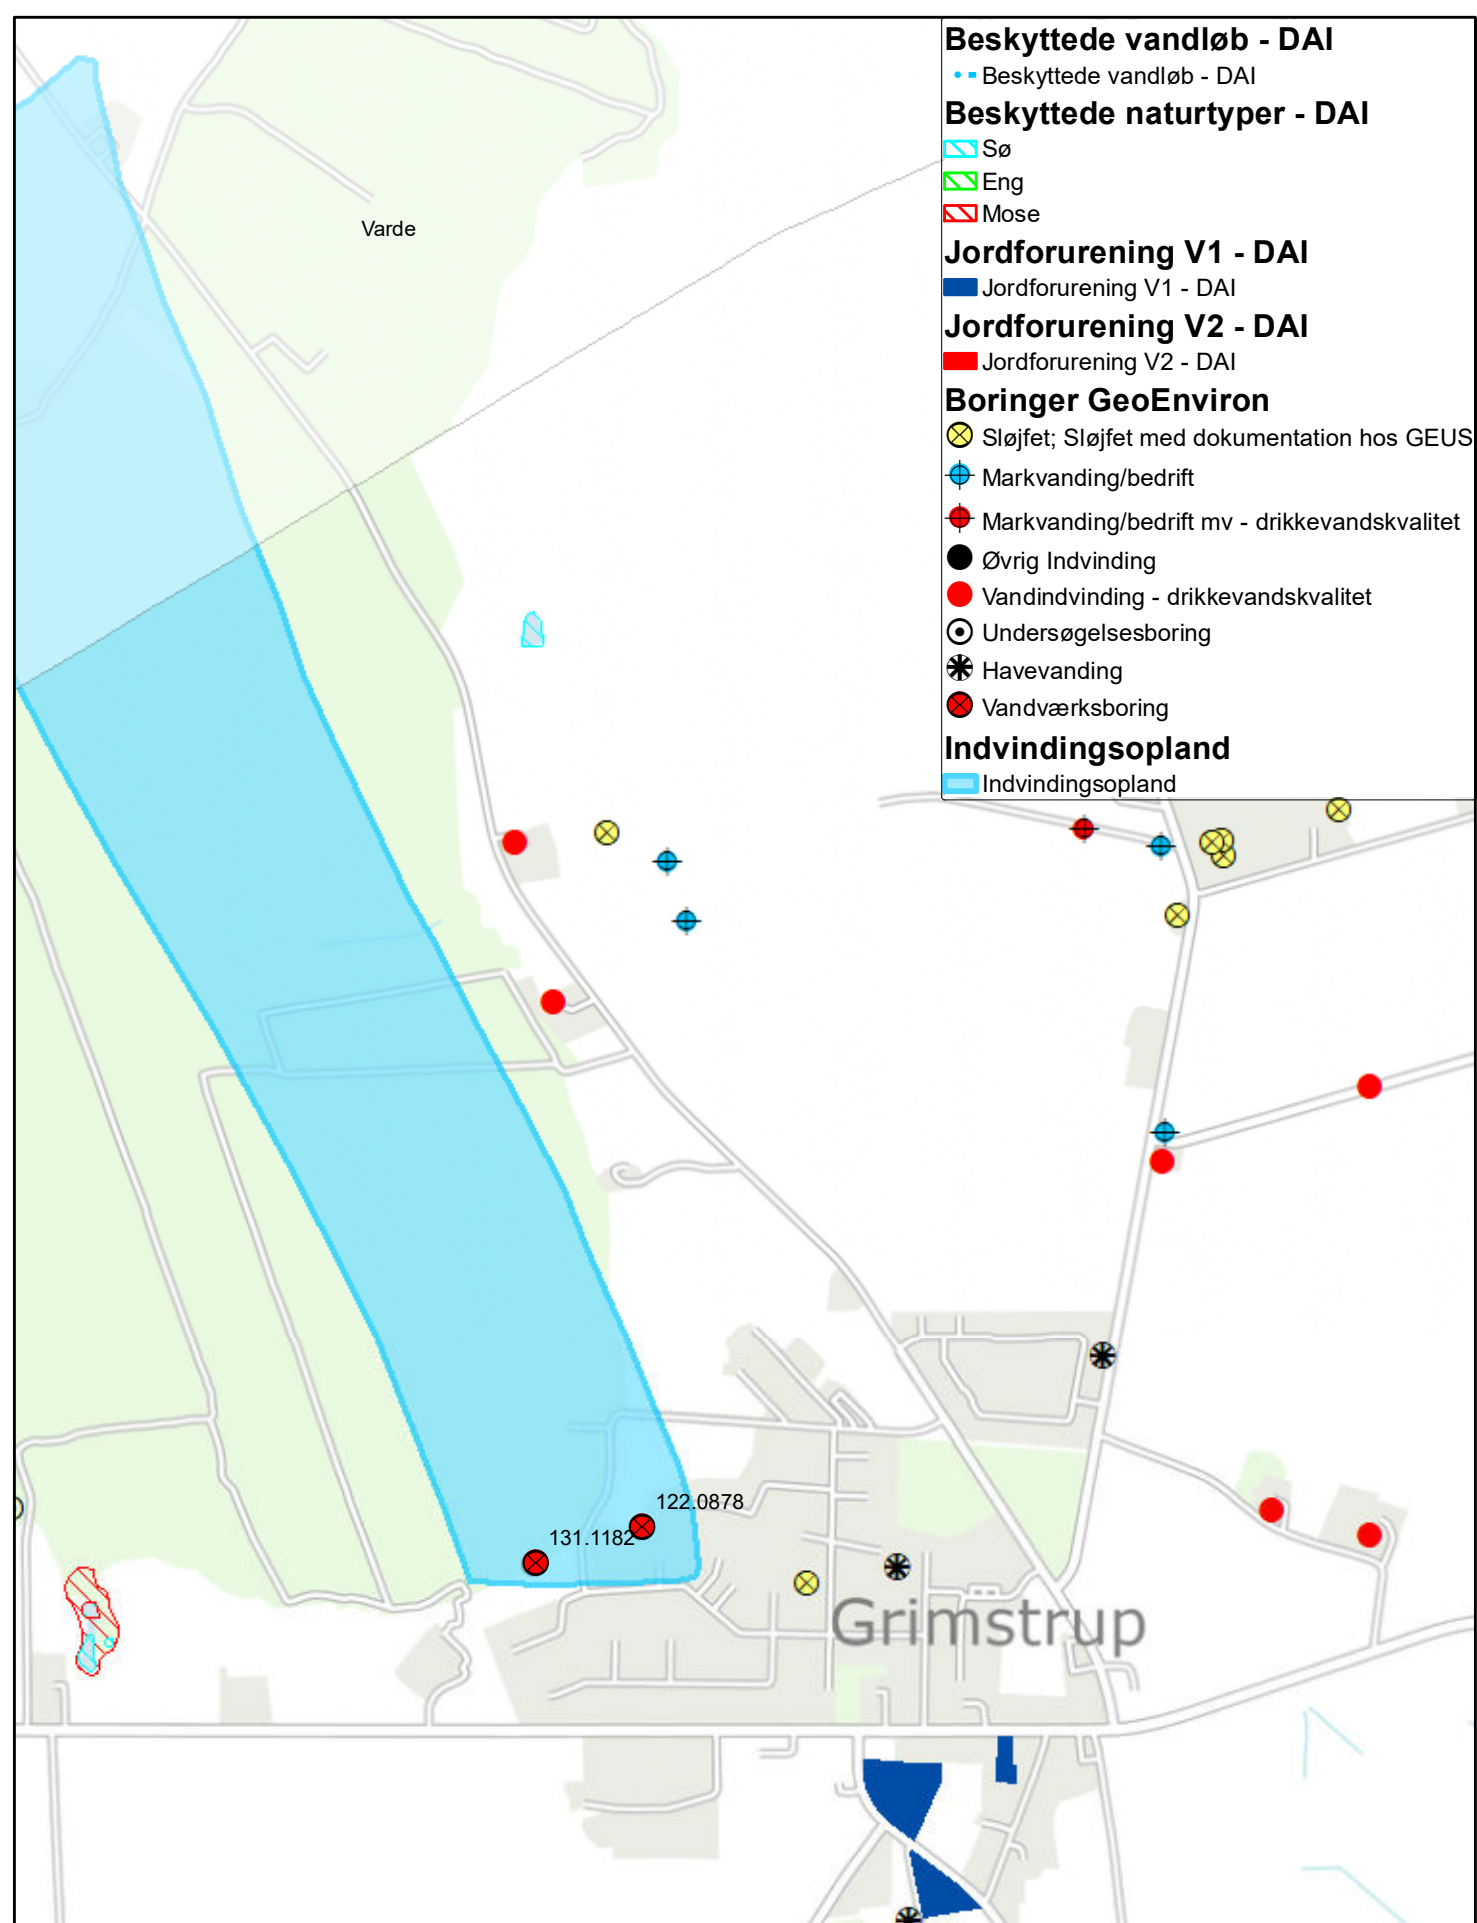 Beskyttede vandløb - DAI
Beskyttede vandløb - DAI
Beskyttede naturtyper - DAI
Sø
Eng
Mose
Jordforurening V1 - DAI
Jordforurening V1 - DAI
Jordforurening V2 - DAI
Jordforurening V2 - DAI
Boringer GeoEnviron
Sløjfet; Sløjfet med dokumentation hos GEUS
Markvanding/bedrift
Markvanding/bedrift mv - drikkevandskvalitet
Øvrig Indvinding
Vandindvinding - drikkevandskvalitet
Undersøgelsesboring
Havevanding
Vandværksboring
Indvindingsopland
Indvindingsopland
Varde
122.0878
131.1182
Grimstrup